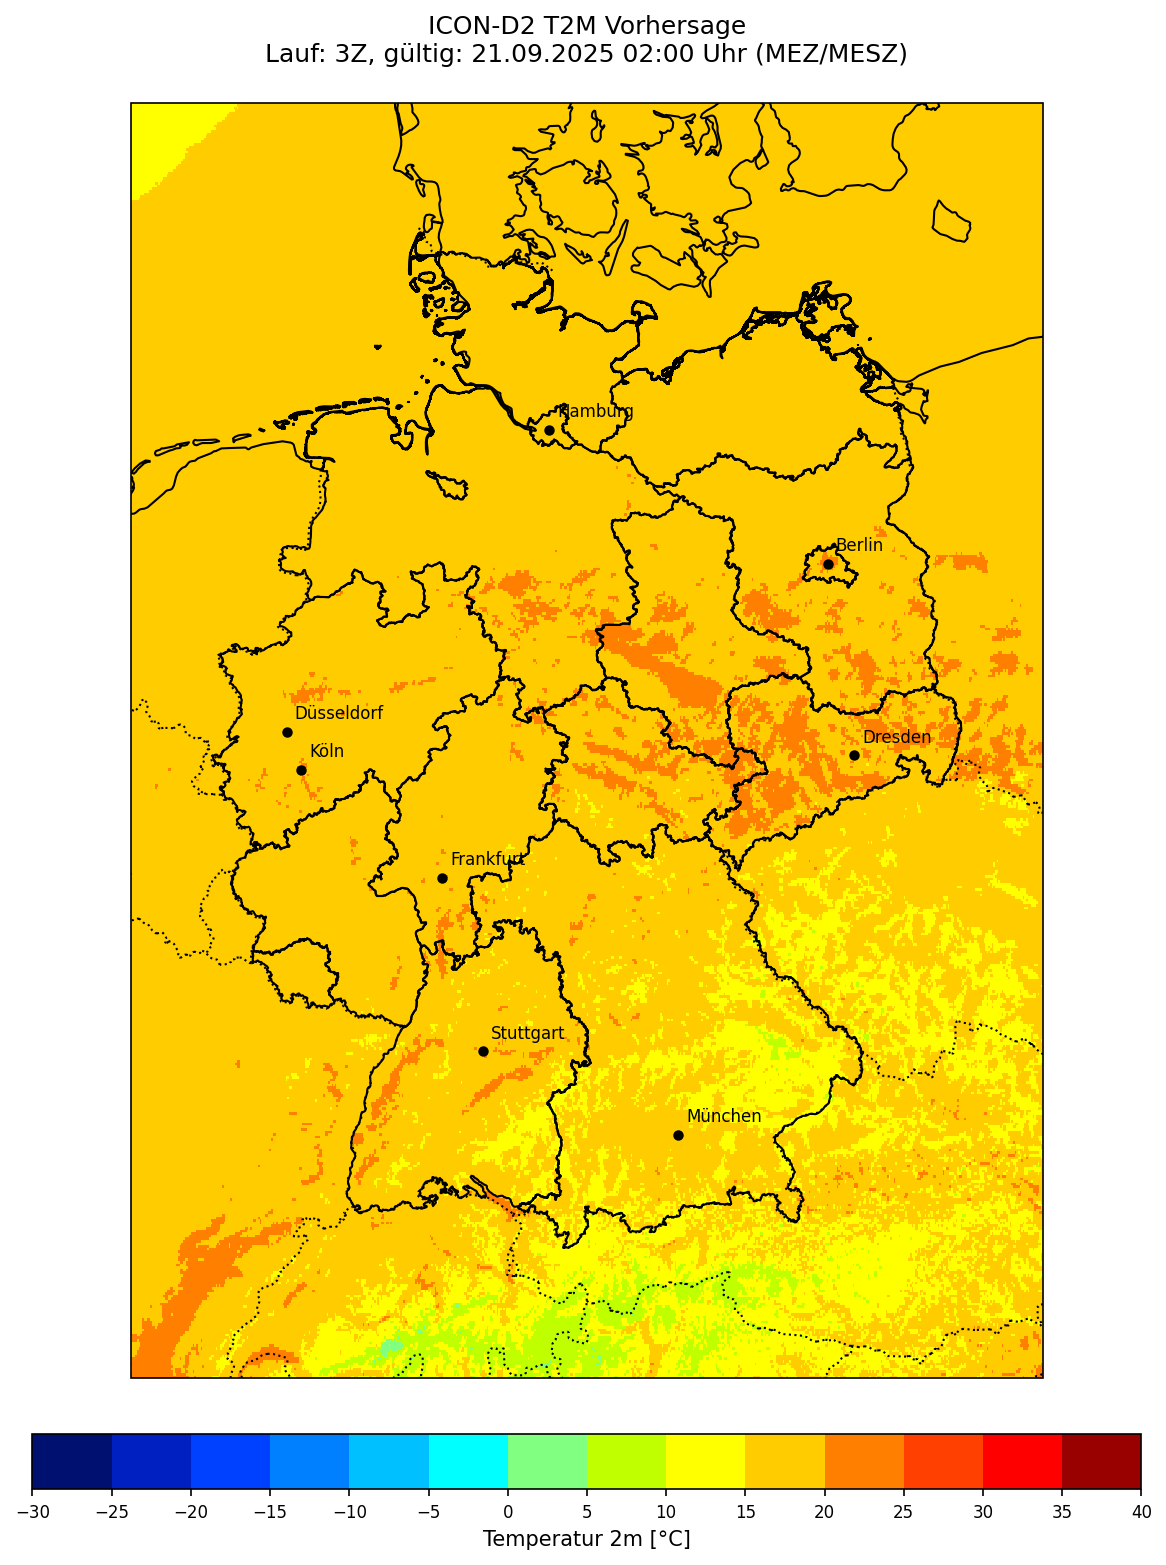 ICON-D2 T2M Vorhersage
Lauf: 3Z, gültig: 21.09.2025 02:00 Uhr (MEZ/MESZ)
Hamburg
Berlin
Düsseldorf
Dresden
Köln
Frankfurt
Stuttgart
München
−30 −25 −20 −15 −10 −5 0 5 10 15 20 25 30 35 40
Temperatur 2m [°C]